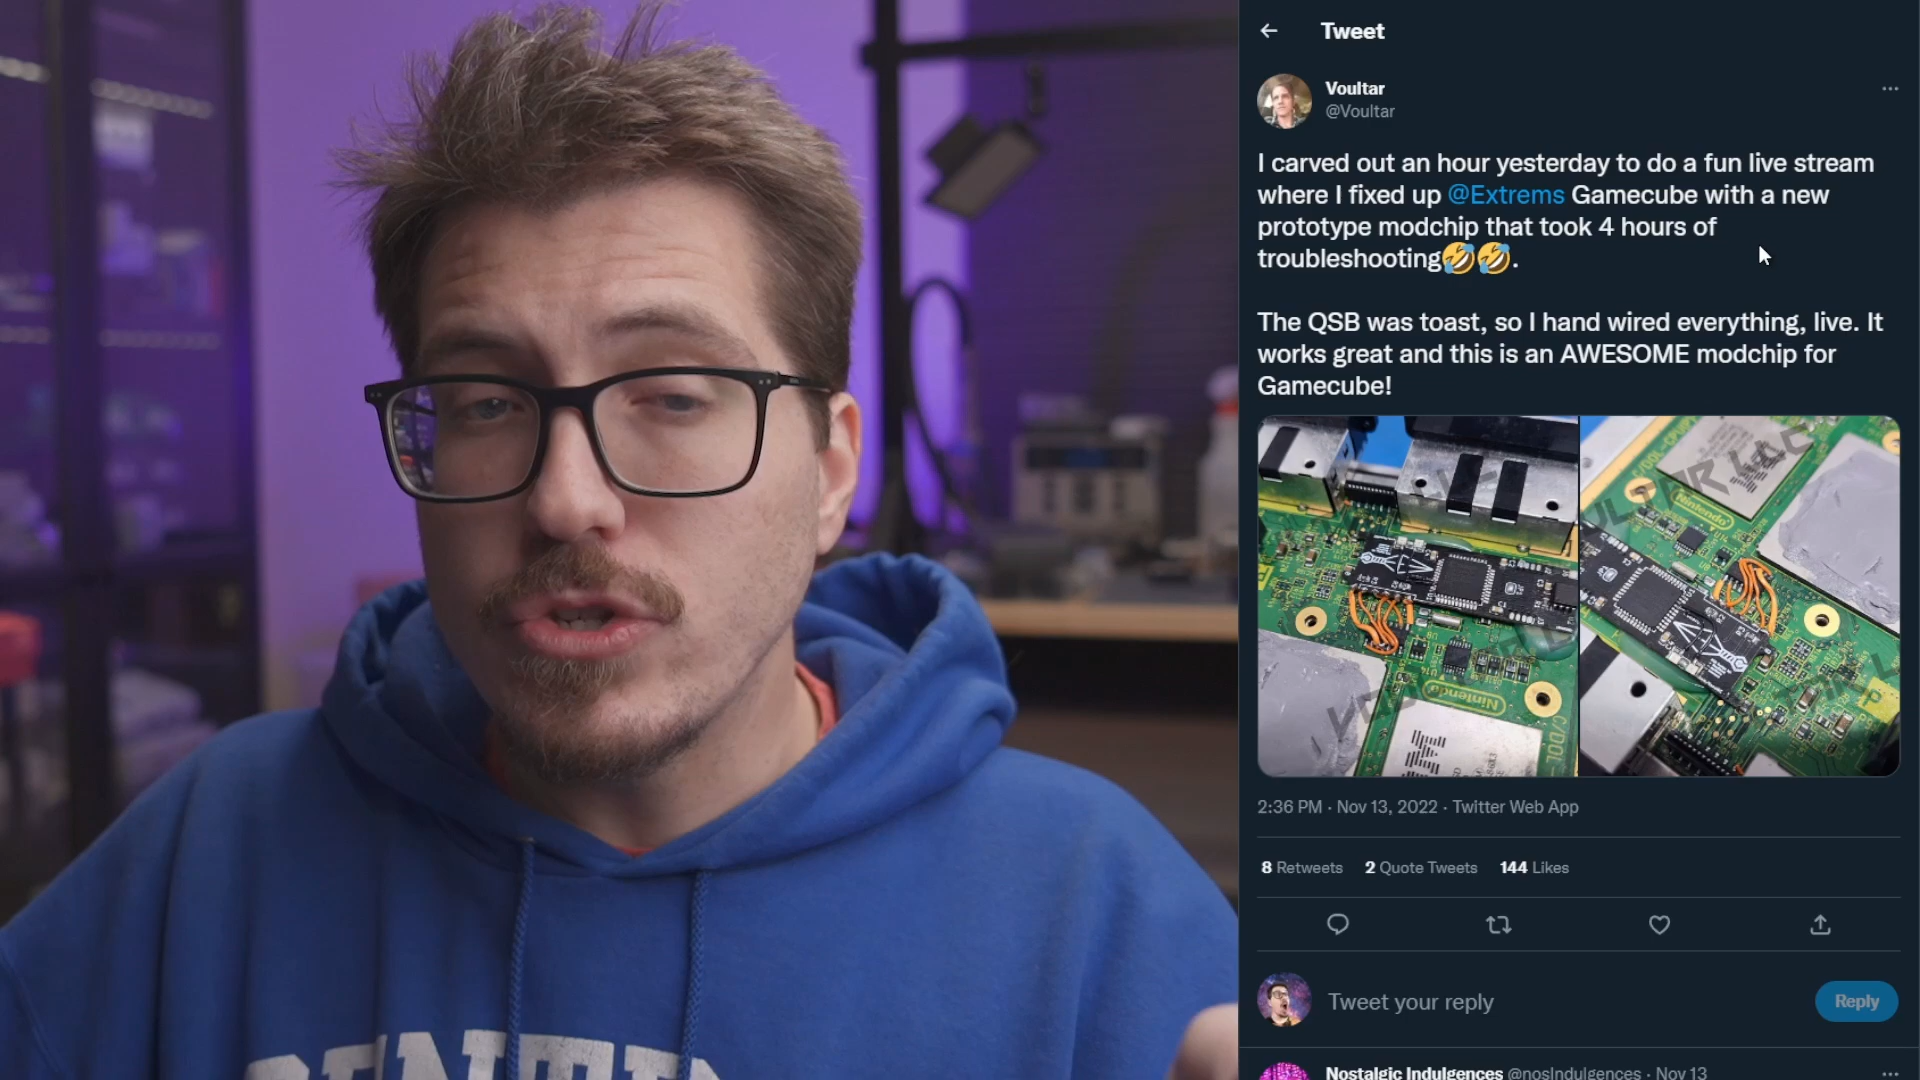 Tweet
Voultar
@Voultar
I carved out an hour yesterday to do a fun live stream
where I fixed up @Extrems Gamecube with a new
prototype modchip that took 4 hours of
troubleshooting🤣🤣.
The QSB was toast, so I hand wired everything, live. It
works great and this is an AWESOME modchip for
Gamecube!
Nintendo
IBM
Nintendo
2:36 PM · Nov 13, 2022 · Twitter Web App
8 Retweets 2 Quote Tweets 144 Likes
Tweet your reply
Reply
Nostalgic Indulgences @nosIndulgences · Nov 13